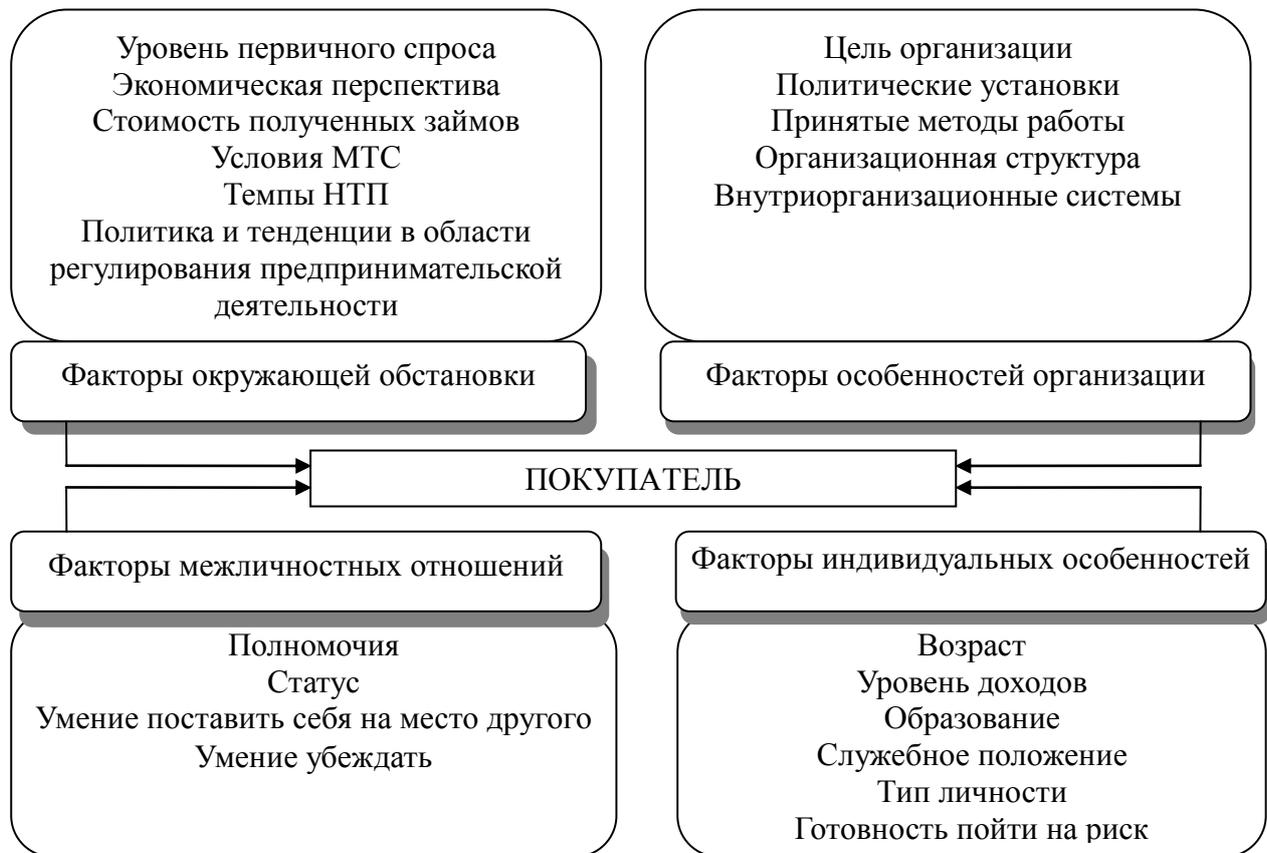 Уровень первичного спроса
Экономическая перспектива
Стоимость полученных займов
Условия МТС
Темпы НТП
Политика и тенденции в области
регулирования предпринимательской
деятельности
Факторы окружающей обстановки
Цель организации
Политические установки
Принятые методы работы
Организационная структура
Внутриорганизационные системы
Факторы особенностей организации
ПОКУПАТЕЛЬ
Факторы межличностных отношений
Полномочия
Статус
Умение поставить себя на место другого
Умение убеждать
Факторы индивидуальных особенностей
Возраст
Уровень доходов
Образование
Служебное положение
Тип личности
Готовность пойти на риск